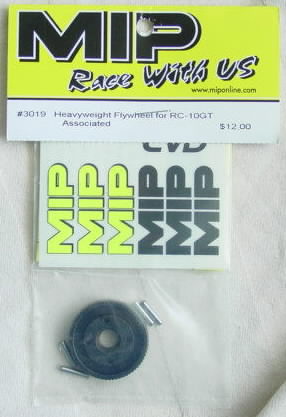 MIP
Race With US
www.miponline.com
#3019 Heavyweight Flywheel for RC-10GT
Associated $12.00
CVD
MIP MIP MIP MIP MIP MIP